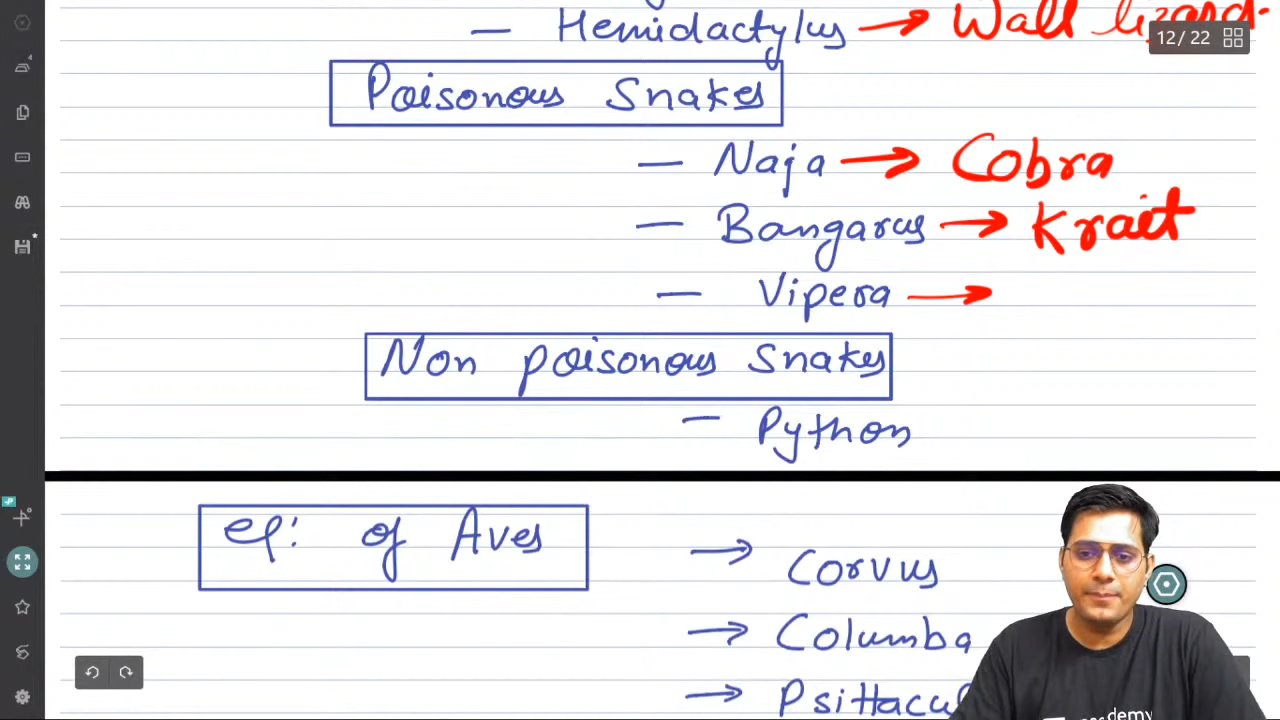 – Hemidactylus → Wall lizard.
12 / 22
Poisonous Snakes
– Naja → Cobra
– Bangarus → Krait
– Vipera →
Non poisonous Snakes
– Python
eg: of Aves
→ Corvus
→ Columba
→ Psittacul